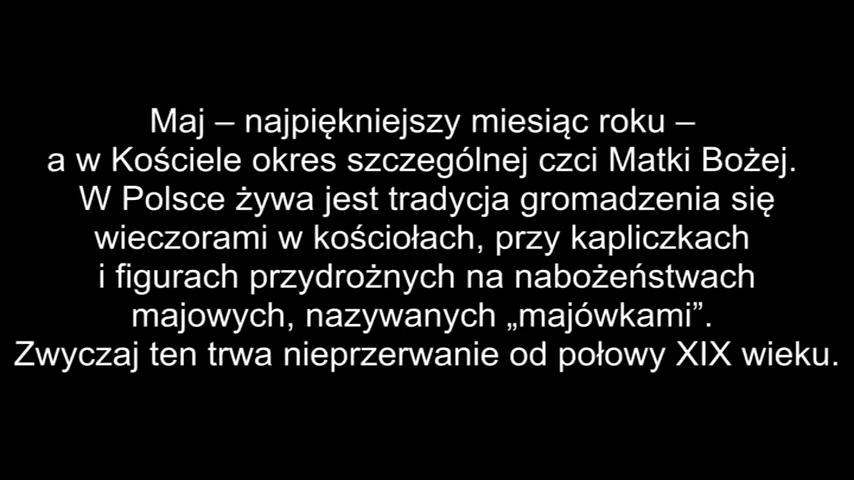 Maj – najpiękniejszy miesiąc roku –
a w Kościele okres szczególnej czci Matki Bożej.
W Polsce żywa jest tradycja gromadzenia się
wieczorami w kościołach, przy kapliczkach
i figurach przydrożnych na nabożeństwach
majowych, nazywanych „majówkami”.
Zwyczaj ten trwa nieprzerwanie od połowy XIX wieku.